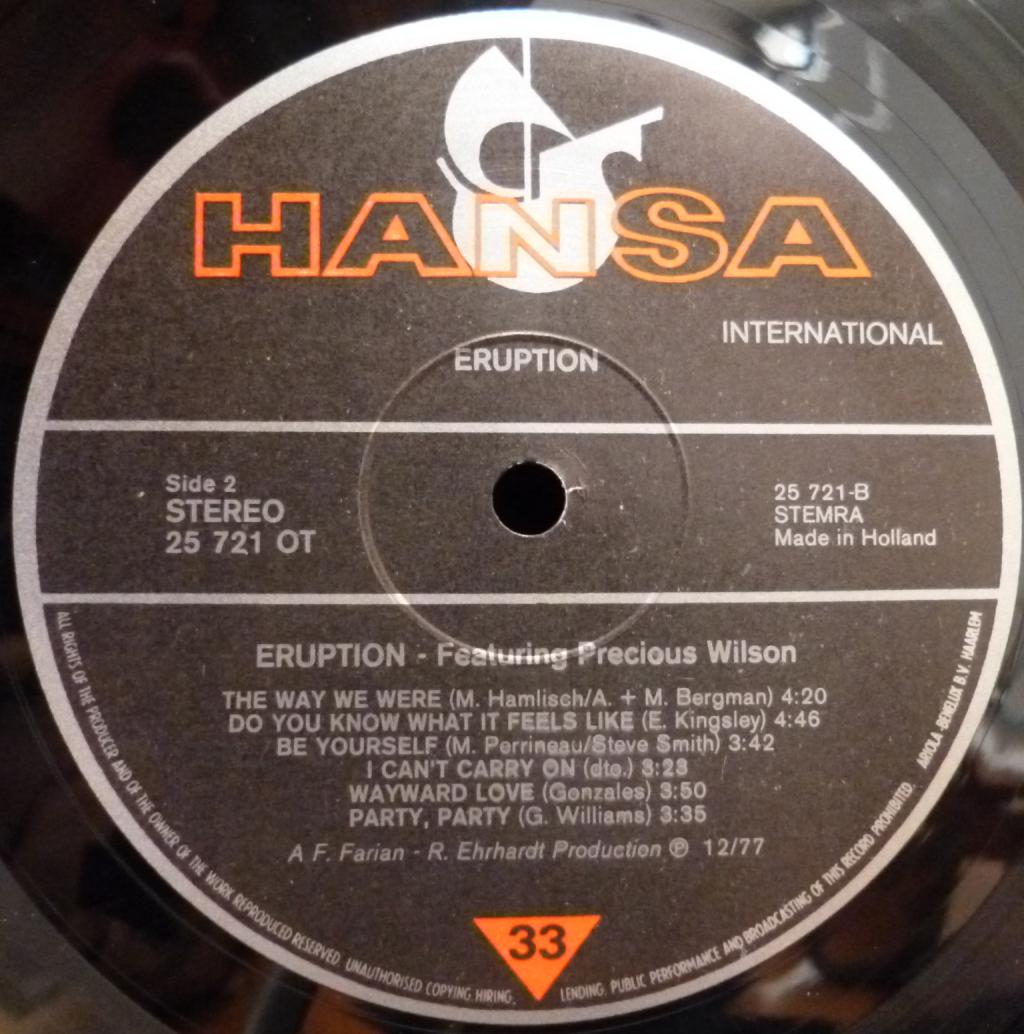 HANSA
INTERNATIONAL
ERUPTION
Side 2
STEREO
25 721 OT
25 721-B
STEMRA
Made in Holland
ERUPTION - Featuring Precious Wilson
THE WAY WE WERE (M. Hamlisch/A. + M. Bergman) 4:20
DO YOU KNOW WHAT IT FEELS LIKE (E. Kingsley) 4:46
BE YOURSELF (M. Perrineau/Steve Smith) 3:42
I CAN'T CARRY ON (dto.) 3:28
WAYWARD LOVE (Gonzales) 3:50
PARTY, PARTY (G. Williams) 3:35
A F. Farian - R. Ehrhardt Production ℗ 12/77
33
ALL RIGHTS OF THE PRODUCER AND OF THE OWNER OF THE WORK REPRODUCED RESERVED. UNAUTHORISED COPYING, HIRING, LENDING, PUBLIC PERFORMANCE AND BROADCASTING OF THIS RECORD PROHIBITED. ARIOLA-BENELUX B.V. HAARLEM